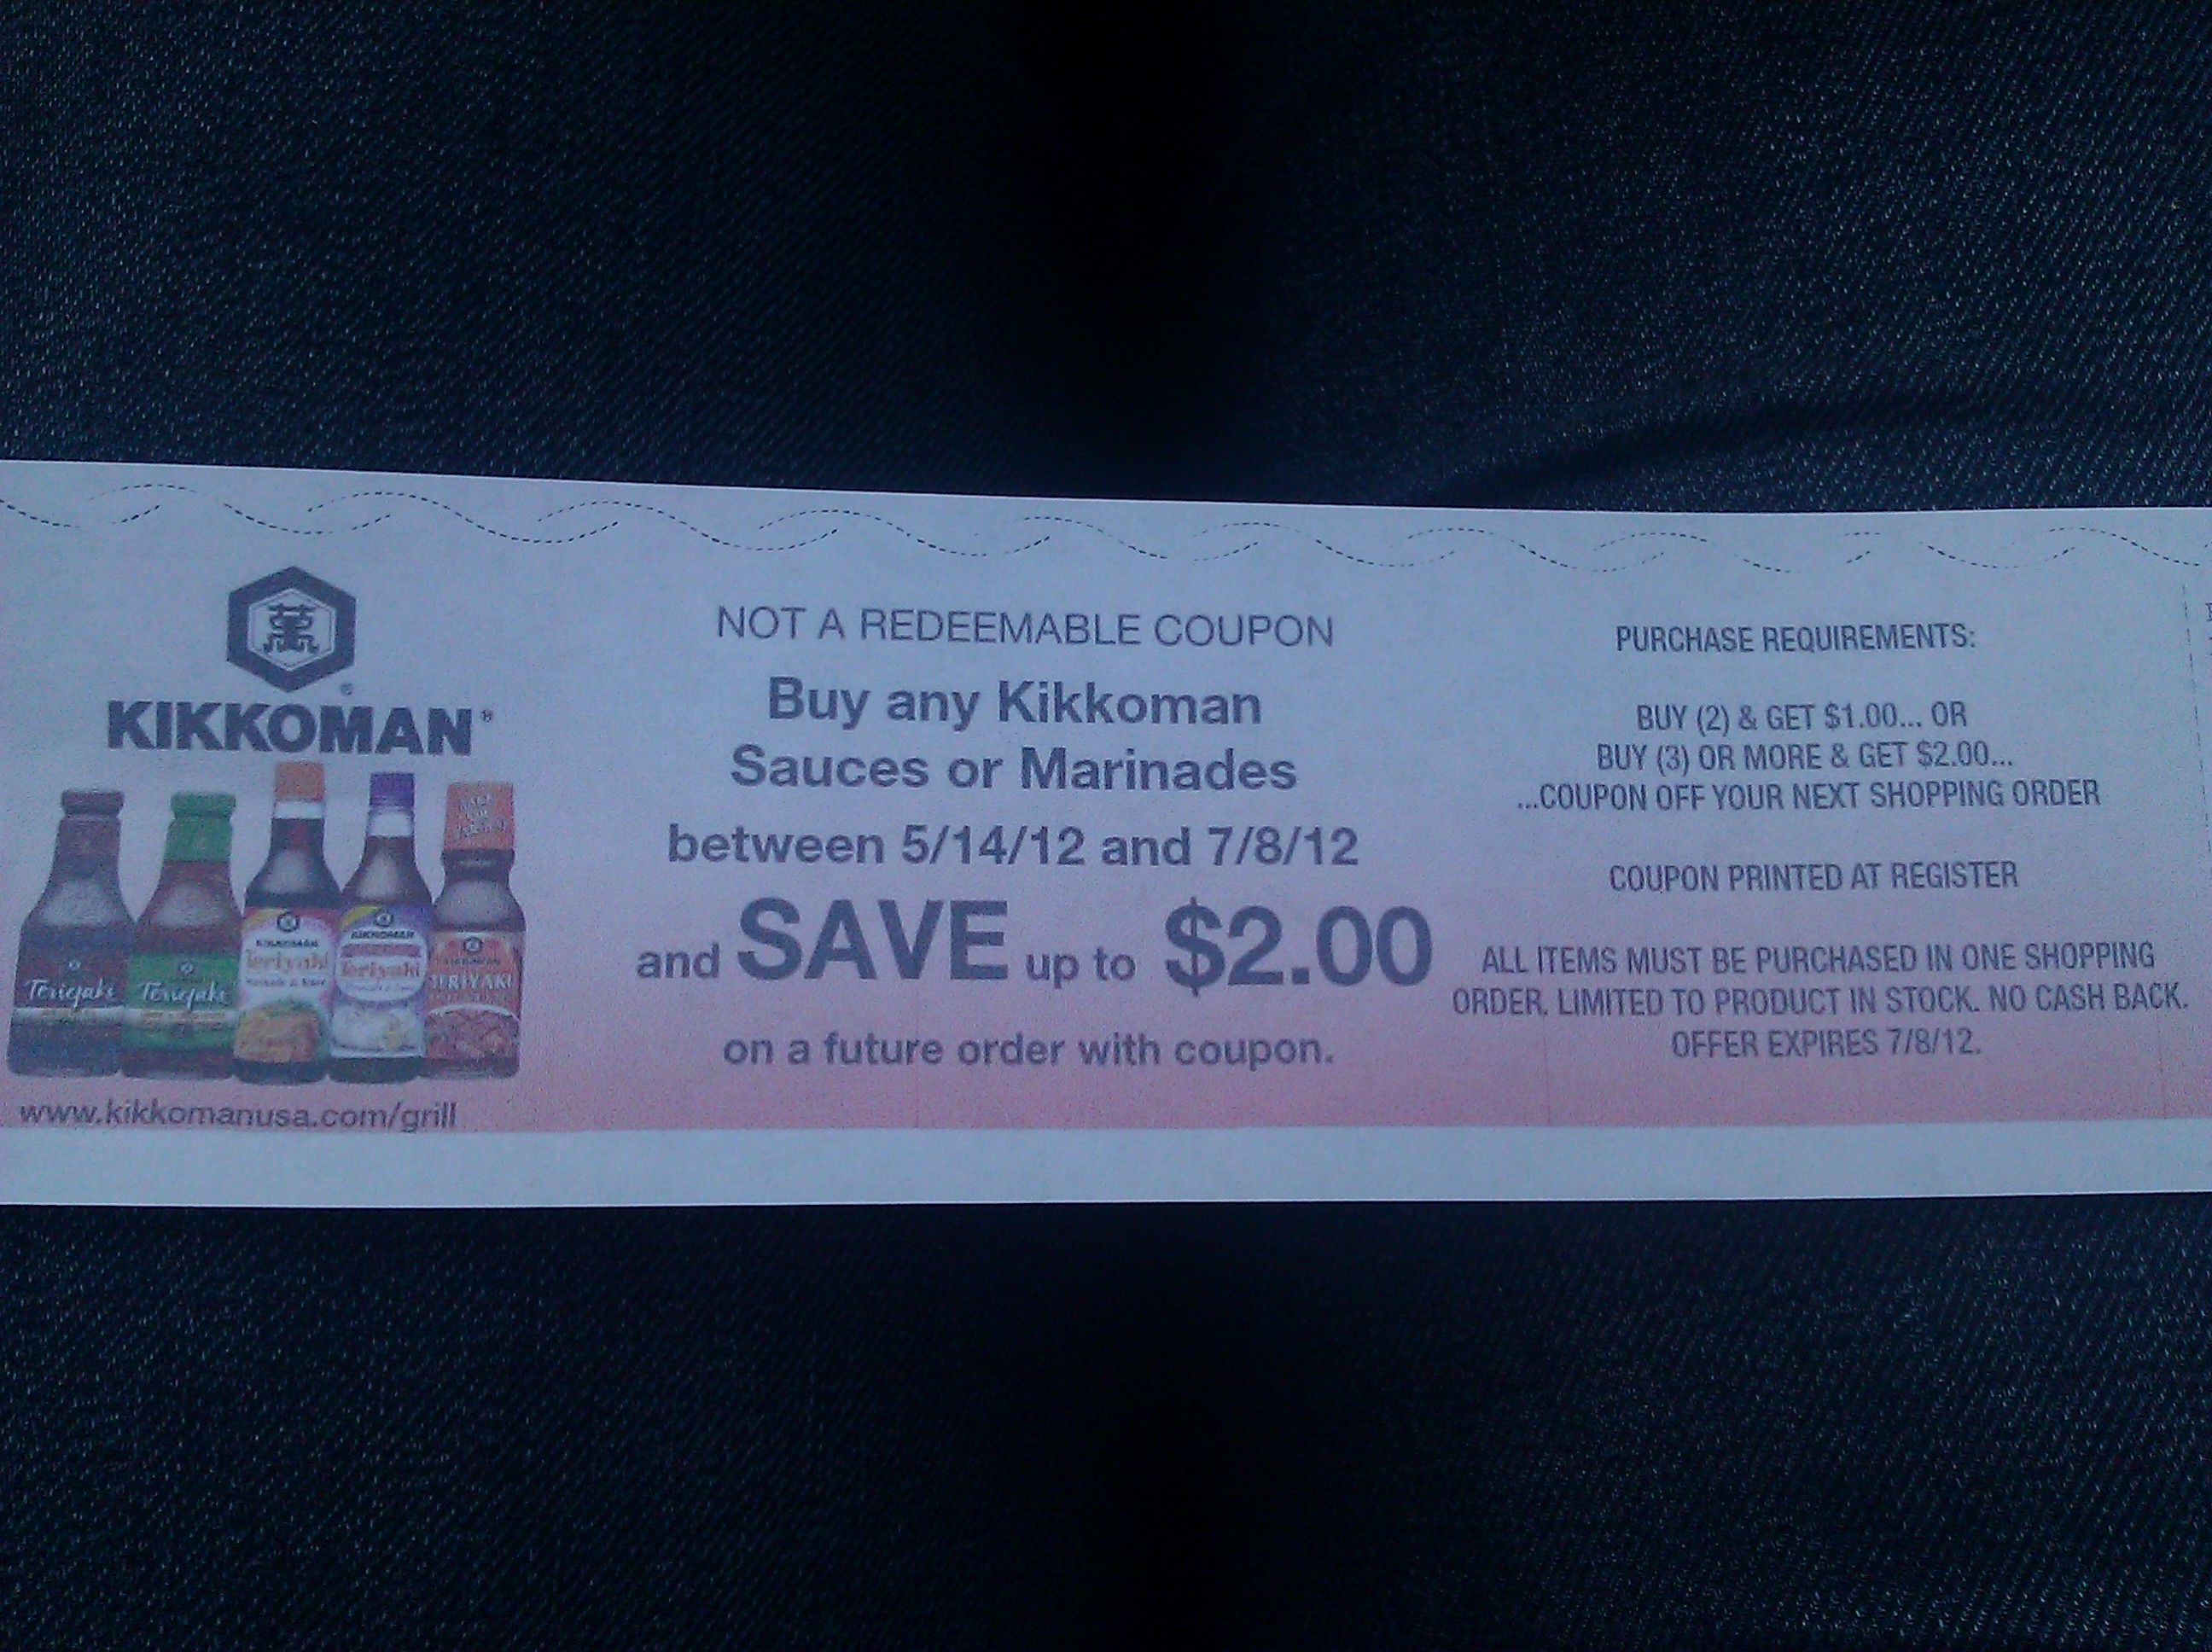 萬
KIKKOMAN®
Teriyaki
Teriyaki
KIKKOMAN
Teriyaki
KIKKOMAN
Teriyaki
TERIYAKI
www.kikkomanusa.com/grill
NOT A REDEEMABLE COUPON
Buy any Kikkoman
Sauces or Marinades
between 5/14/12 and 7/8/12
and SAVE up to $2.00
on a future order with coupon.
PURCHASE REQUIREMENTS:
BUY (2) & GET $1.00... OR
BUY (3) OR MORE & GET $2.00...
...COUPON OFF YOUR NEXT SHOPPING ORDER
COUPON PRINTED AT REGISTER
ALL ITEMS MUST BE PURCHASED IN ONE SHOPPING
ORDER. LIMITED TO PRODUCT IN STOCK. NO CASH BACK.
OFFER EXPIRES 7/8/12.